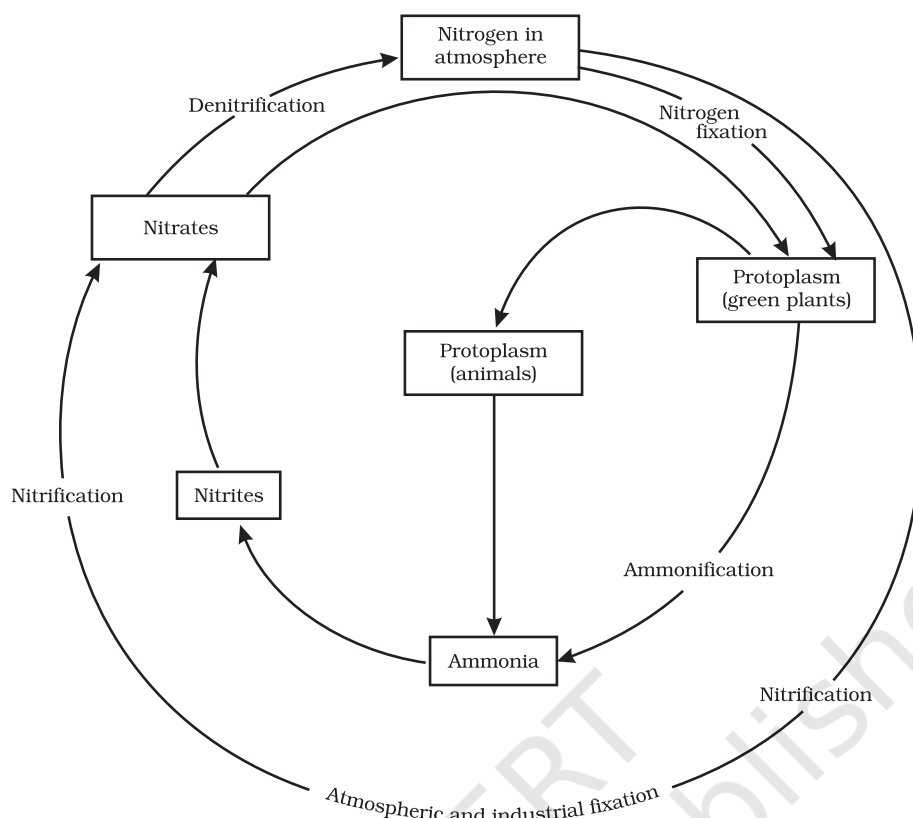 Nitrogen in
atmosphere
Denitrification
Nitrogen
fixation
Nitrates
Protoplasm
(green plants)
Protoplasm
(animals)
Nitrification
Nitrites
Ammonification
Ammonia
Nitrification
Atmospheric and industrial fixation